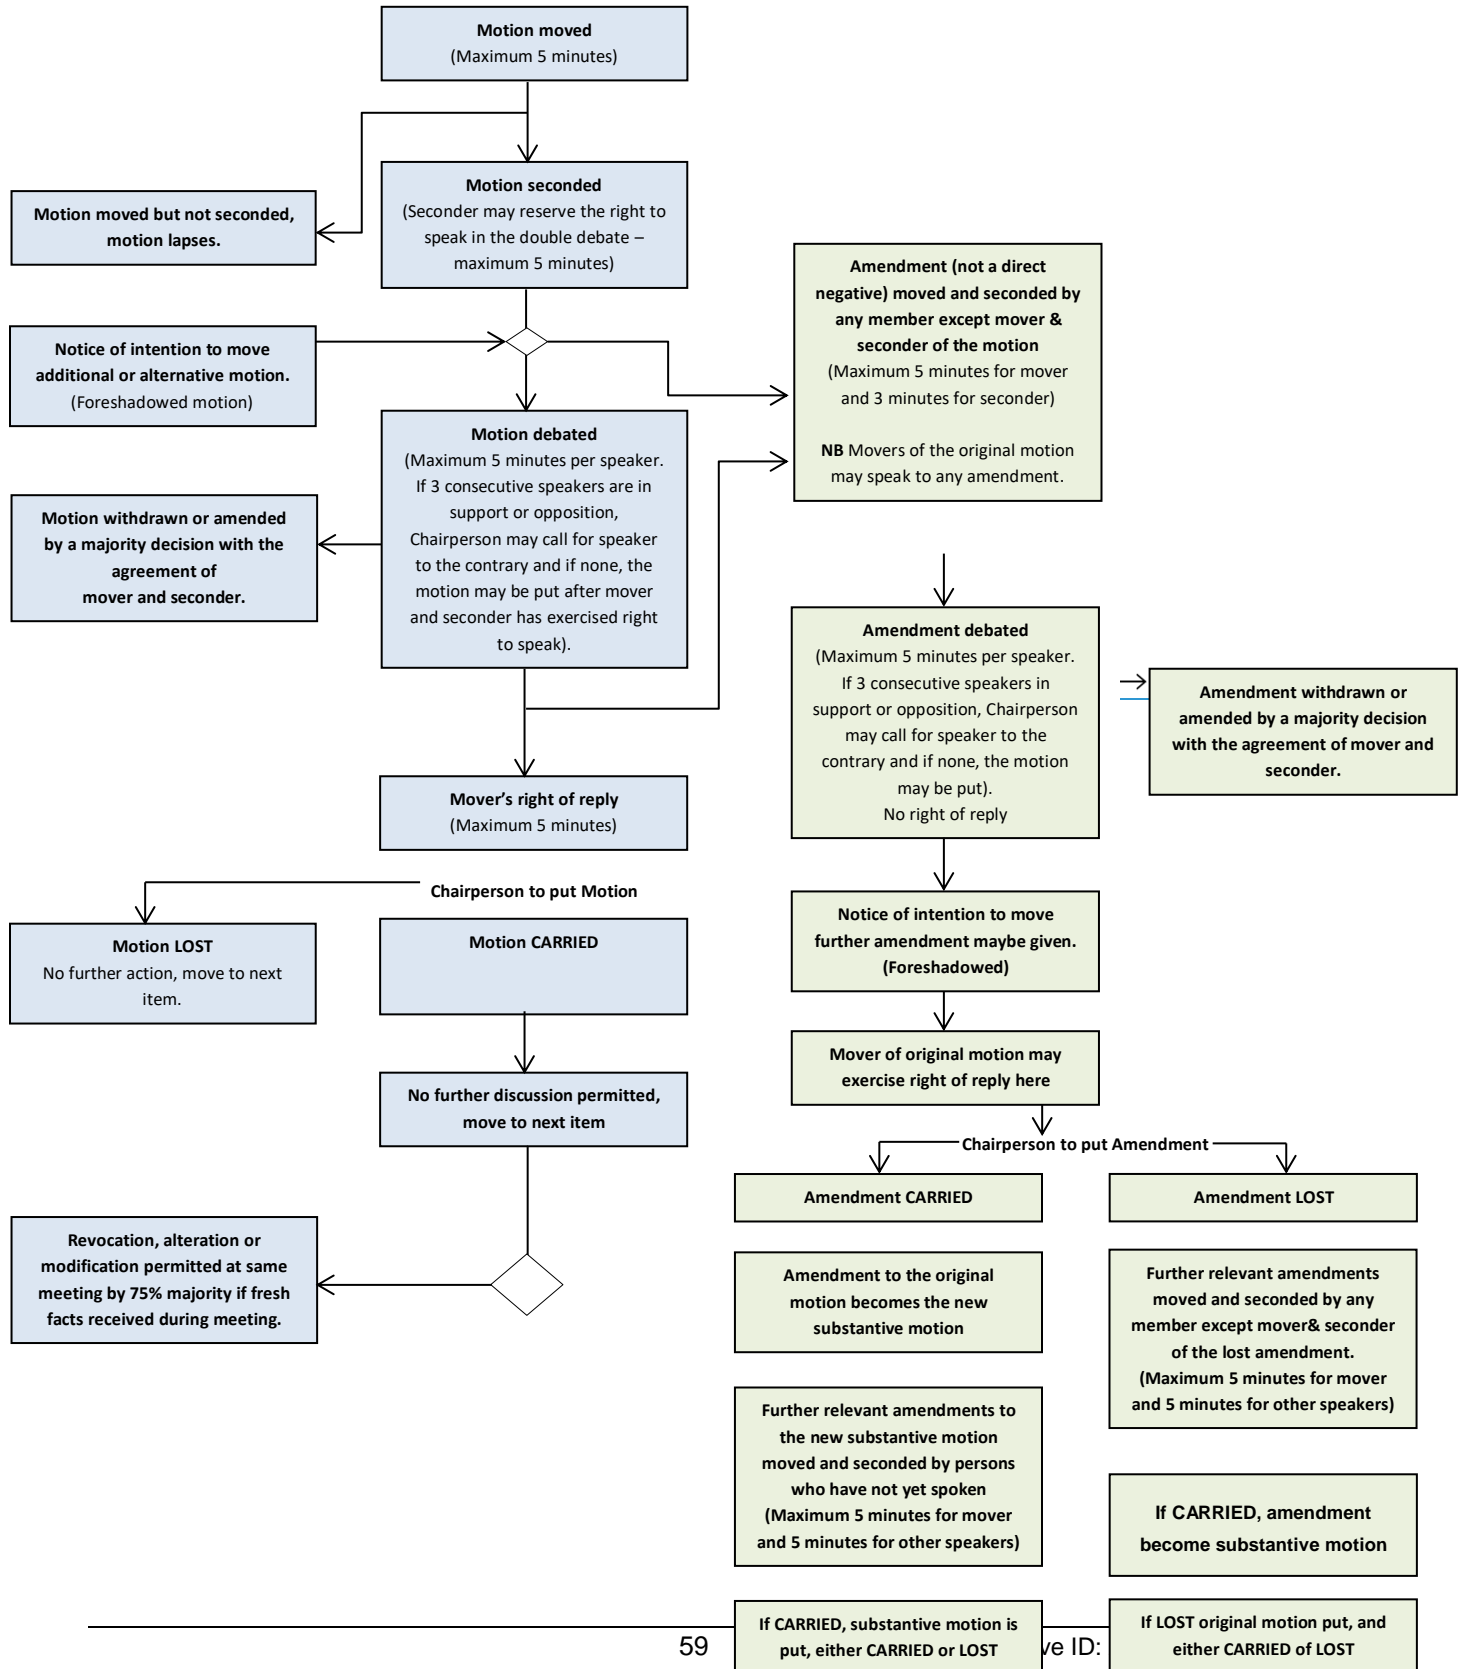 Motion moved
(Maximum 5 minutes)
Motion seconded
(Seconder may reserve the right to
speak in the double debate –
maximum 5 minutes)
Motion moved but not seconded,
motion lapses.
Notice of intention to move
additional or alternative motion.
(Foreshadowed motion)
Motion debated
(Maximum 5 minutes per speaker.
If 3 consecutive speakers are in
support or opposition,
Chairperson may call for speaker
to the contrary and if none, the
motion may be put after mover
and seconder has exercised right
to speak).
Motion withdrawn or amended
by a majority decision with the
agreement of
mover and seconder.
Mover’s right of reply
(Maximum 5 minutes)
Chairperson to put Motion
Motion LOST
No further action, move to next
item.
Motion CARRIED
No further discussion permitted,
move to next item
Revocation, alteration or
modification permitted at same
meeting by 75% majority if fresh
facts received during meeting.
Amendment (not a direct
negative) moved and seconded by
any member except mover &
seconder of the motion
(Maximum 5 minutes for mover
and 3 minutes for seconder)
NB Movers of the original motion
may speak to any amendment.
Amendment debated
(Maximum 5 minutes per speaker.
If 3 consecutive speakers in
support or opposition, Chairperson
may call for speaker to the
contrary and if none, the motion
may be put).
No right of reply
Amendment withdrawn or
amended by a majority decision
with the agreement of mover and
seconder.
Notice of intention to move
further amendment maybe given.
(Foreshadowed)
Mover of original motion may
exercise right of reply here
Chairperson to put Amendment
Amendment CARRIED
Amendment to the original
motion becomes the new
substantive motion
Further relevant amendments to
the new substantive motion
moved and seconded by persons
who have not yet spoken
(Maximum 5 minutes for mover
and 5 minutes for other speakers)
If CARRIED, substantive motion is
put, either CARRIED or LOST
Amendment LOST
Further relevant amendments
moved and seconded by any
member except mover& seconder
of the lost amendment.
(Maximum 5 minutes for mover
and 5 minutes for other speakers)
If CARRIED, amendment
become substantive motion
If LOST original motion put, and
either CARRIED of LOST
59
ID: